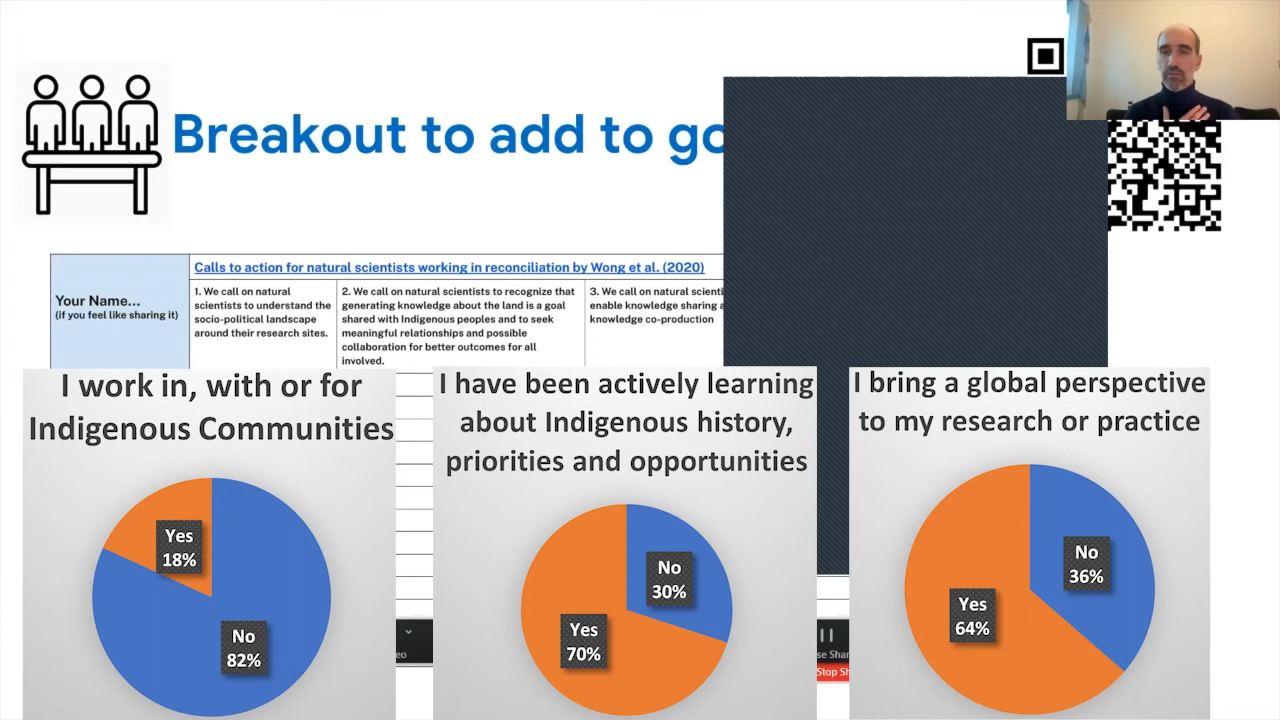 Breakout to add to go
Calls to action for natural scientists working in reconciliation by Wong et al. (2020)
Your Name...
(if you feel like sharing it)
1. We call on natural
scientists to understand the
socio-political landscape
around their research sites.
2. We call on natural scientists to recognize that
generating knowledge about the land is a goal
shared with Indigenous peoples and to seek
meaningful relationships and possible
collaboration for better outcomes for all
involved.
3. We call on natural scienti
enable knowledge sharing a
knowledge co-production
I work in, with or for
Indigenous Communities
Yes
18%
No
82%
I have been actively learning
about Indigenous history,
priorities and opportunities
No
30%
Yes
70%
I bring a global perspective
to my research or practice
No
36%
Yes
64%
eo
se Shar
Stop Sh